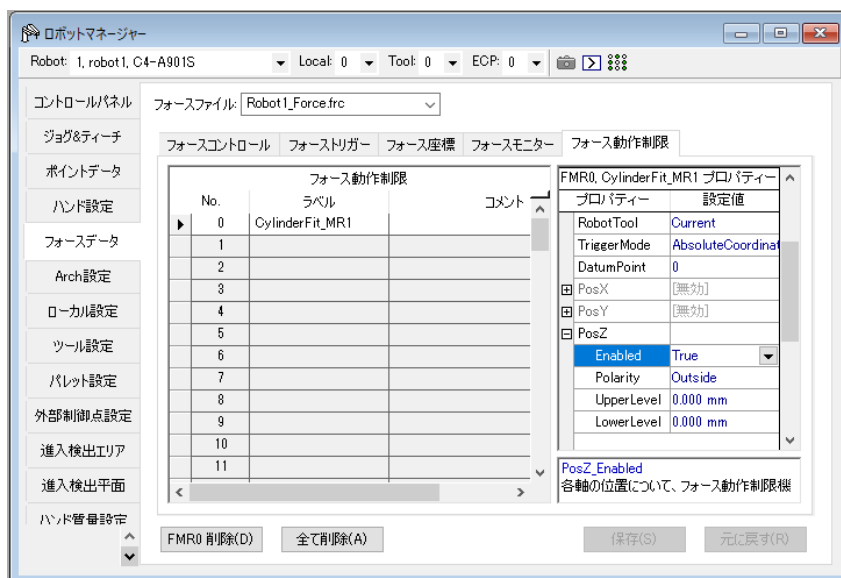 ロボットマネージャー
Robot: 1, robot1, C4-A901S Local: 0 Tool: 0 ECP: 0
コントロールパネル
ジョグ&ティーチ
ポイントデータ
ハンド設定
フォースデータ
Arch設定
ローカル設定
ツール設定
パレット設定
外部制御点設定
進入検出エリア
進入検出平面
ハンド質量設定
フォースファイル: Robot1_Force.frc
フォースコントロール フォーストリガー フォース座標 フォースモニター フォース動作制限
フォース動作制限
No. ラベル コメント
0 CylinderFit_MR1
1
2
3
4
5
6
7
8
9
10
11
FMR0, CylinderFit_MR1 プロパティー
プロパティー 設定値
RobotTool Current
TriggerMode AbsoluteCoordinat
DatumPoint 0
PosX [無効]
PosY [無効]
PosZ
Enabled True
Polarity Outside
UpperLevel 0.000 mm
LowerLevel 0.000 mm
PosZ_Enabled
各軸の位置について、フォース動作制限機
FMR0 削除(D) 全て削除(A) 保存(S) 元に戻す(R)